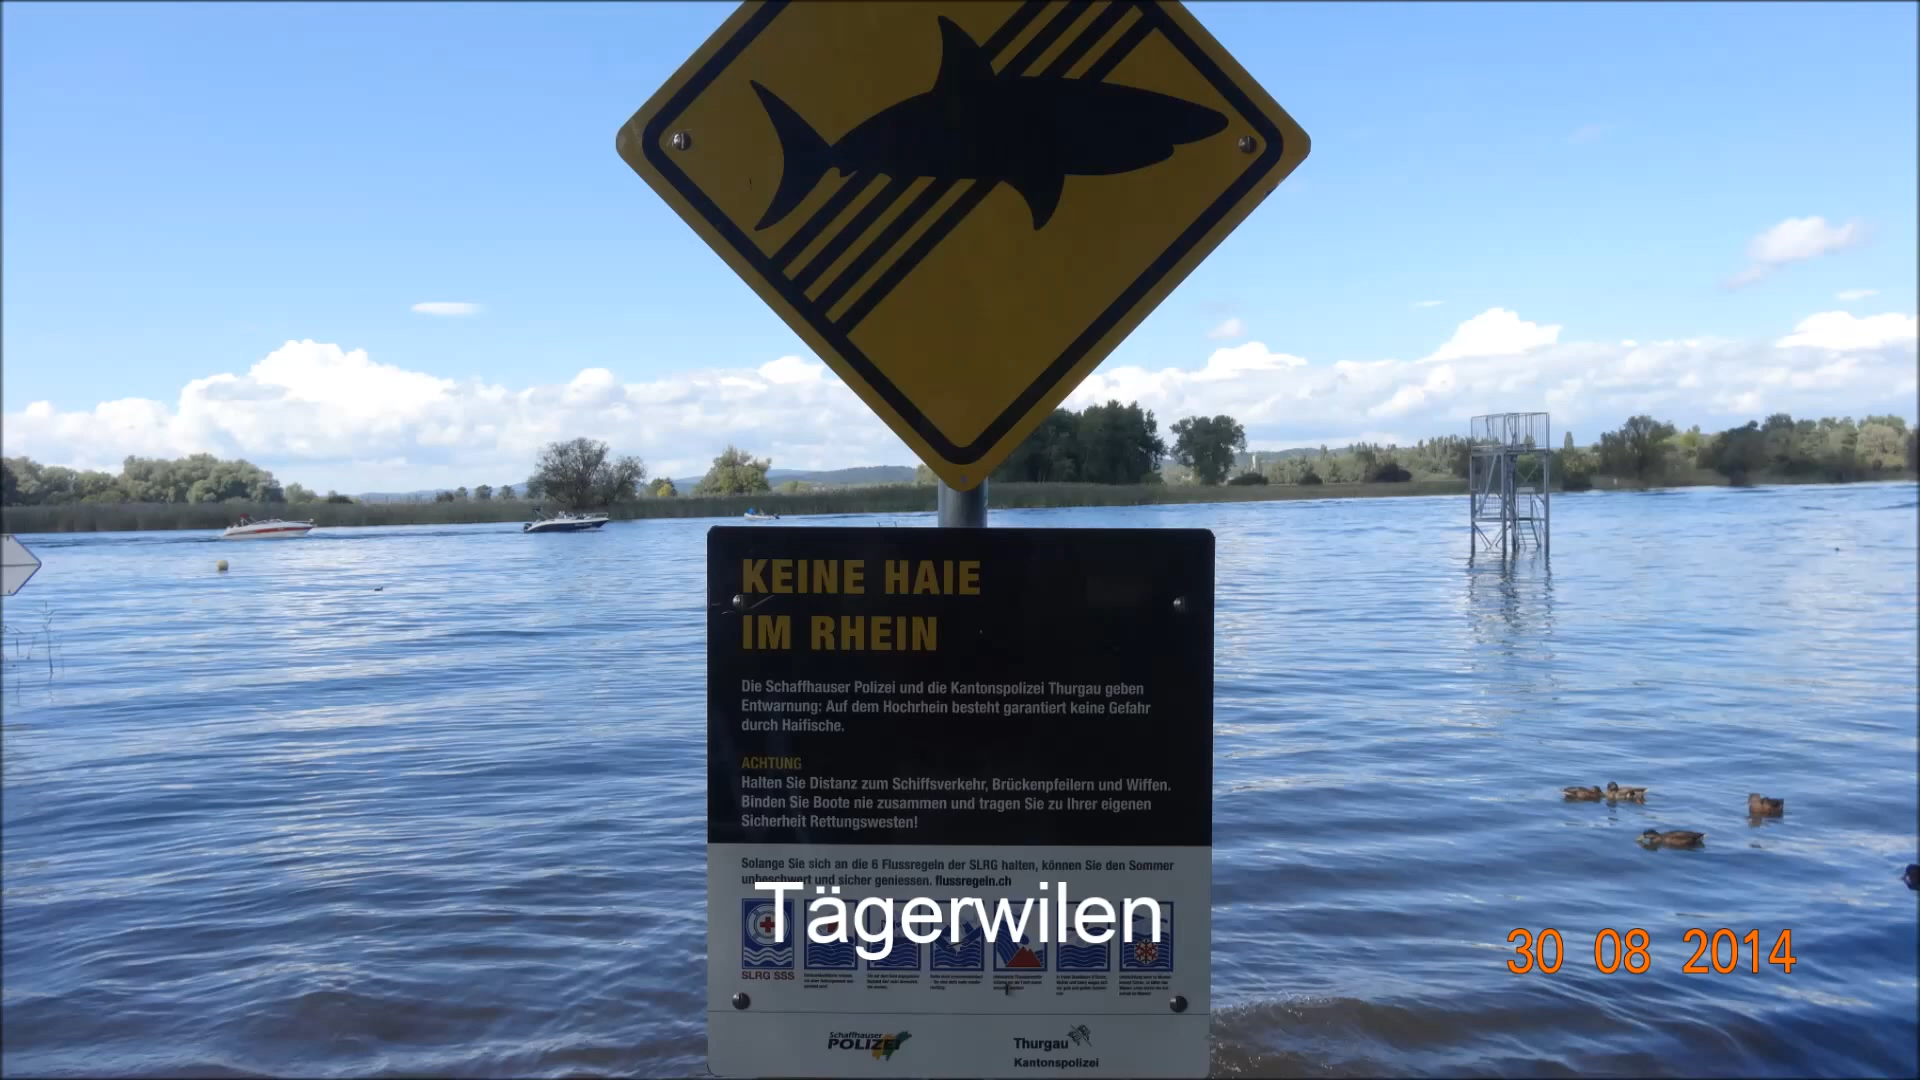 KEINE HAIE
IM RHEIN
Die Schaffhauser Polizei und die Kantonspolizei Thurgau geben
Entwarnung: Auf dem Hochrhein besteht garantiert keine Gefahr
durch Haifische.
ACHTUNG
Halten Sie Distanz zum Schiffsverkehr, Brückenpfeilern und Wiffen.
Binden Sie Boote nie zusammen und tragen Sie zu Ihrer eigenen
Sicherheit Rettungswesten!
Solange Sie sich an die 6 Flussregeln der SLRG halten, können Sie den Sommer
unbeschwert und sicher geniessen. flussregeln.ch
Tägerwilen
SLRG SSS
30 08 2014
Schaffhauser
POLIZEI
Thurgau
Kantonspolizei